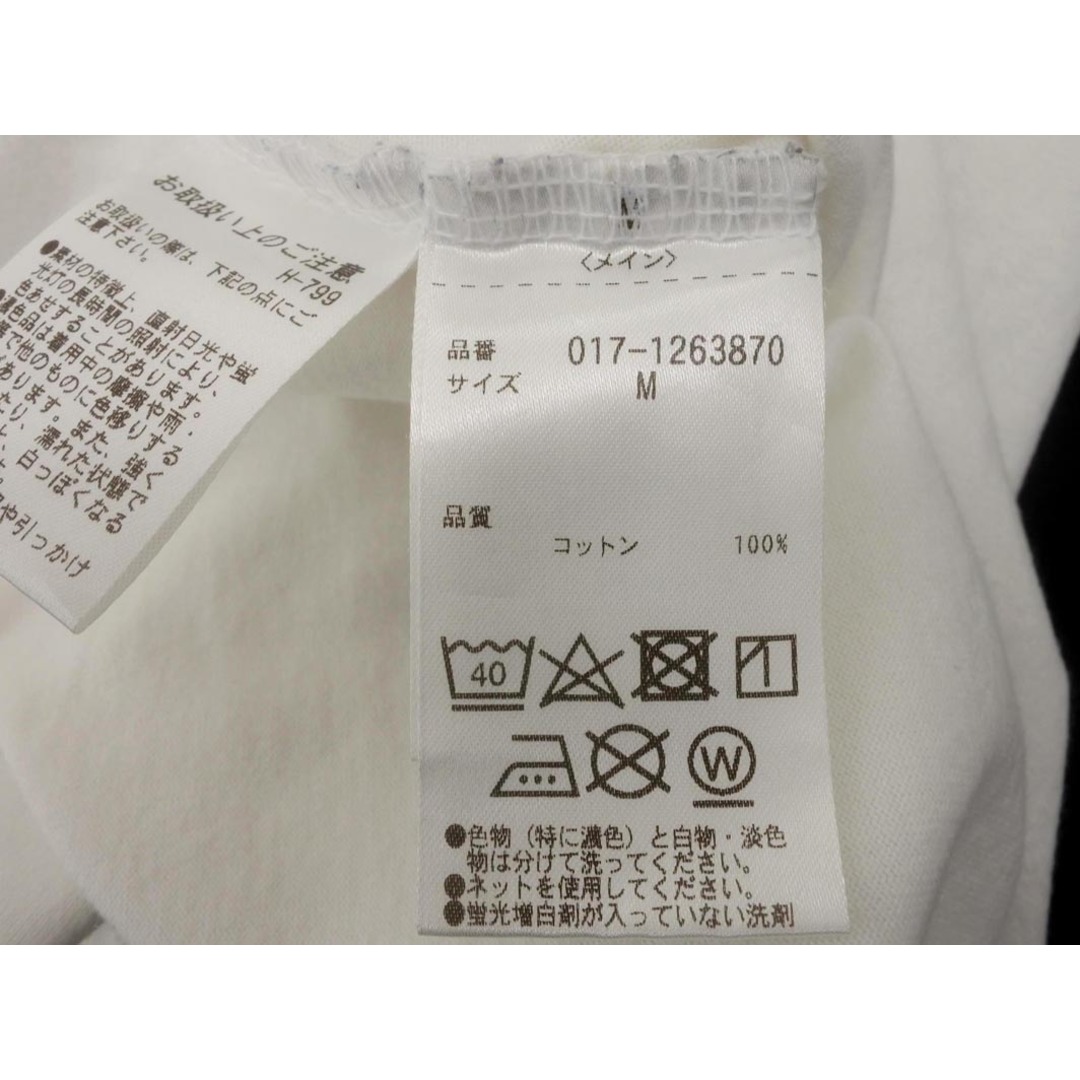 お取扱い上のご注意
H-799
お取扱いの際は、下記の点にご
注意下さい。
●素材の特徴上、直射日光や蛍
光灯の長時間の照射により、
色あせすることがあります。
濃色品は着用中の摩擦や雨・
で他のものに色移りする
あります。また、強く
たり、濡れた状態で
と、白っぽくなる
や引っかけ
M
〈メイン〉
品番 017-1263870
サイズ M
品質
コットン 100%
40
W
●色物（特に濃色）と白物・淡色
物は分けて洗ってください。
●ネットを使用してください。
●蛍光増白剤が入っていない洗剤